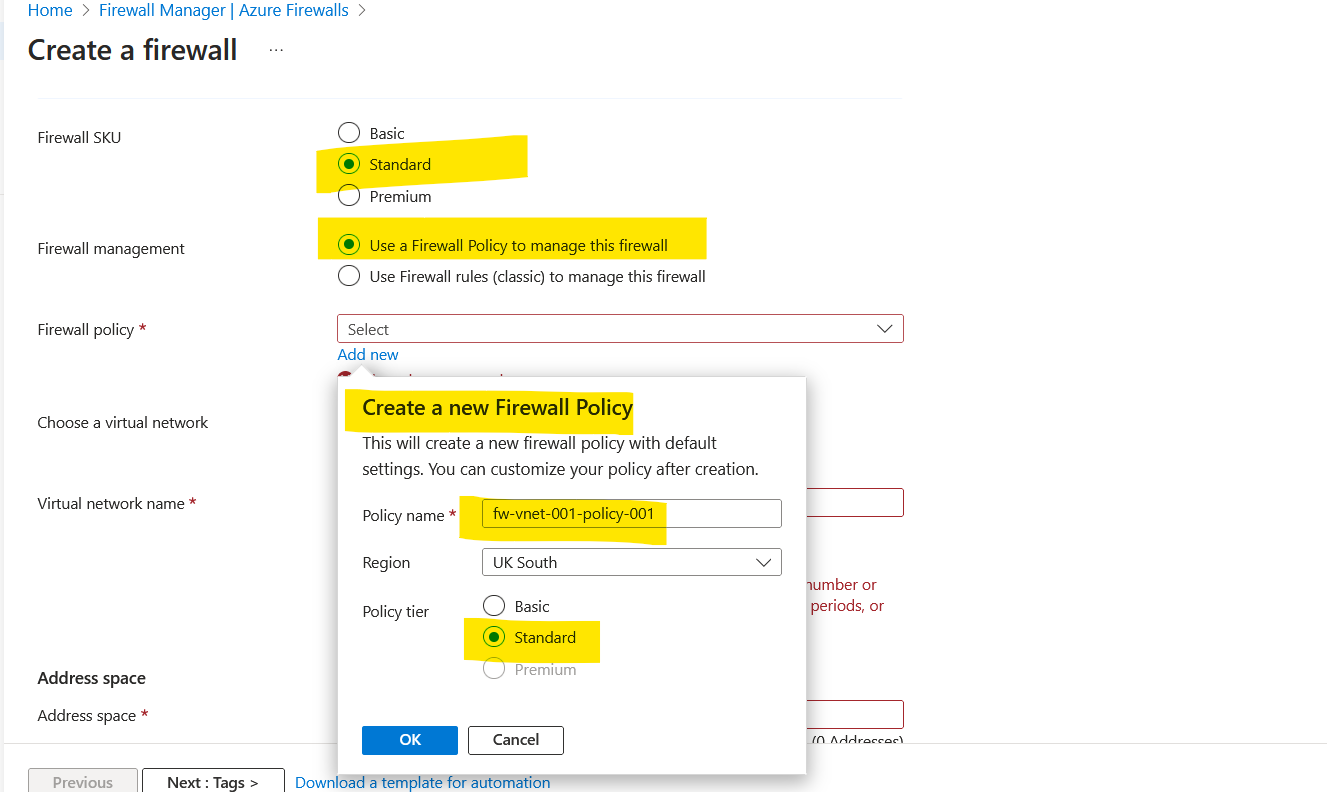 Home > Firewall Manager | Azure Firewalls >
Create a firewall ...
Firewall SKU
Basic
Standard
Premium
Firewall management
Use a Firewall Policy to manage this firewall
Use Firewall rules (classic) to manage this firewall
Firewall policy *
Select
Add new
Create a new Firewall Policy
This will create a new firewall policy with default
settings. You can customize your policy after creation.
Policy name *
fw-vnet-001-policy-001
Region
UK South
Policy tier
Basic
Standard
Premium
OK
Cancel
Choose a virtual network
Virtual network name *
number or
periods, or
Address space
Address space *
(0 Addresses)
Previous
Next : Tags >
Download a template for automation